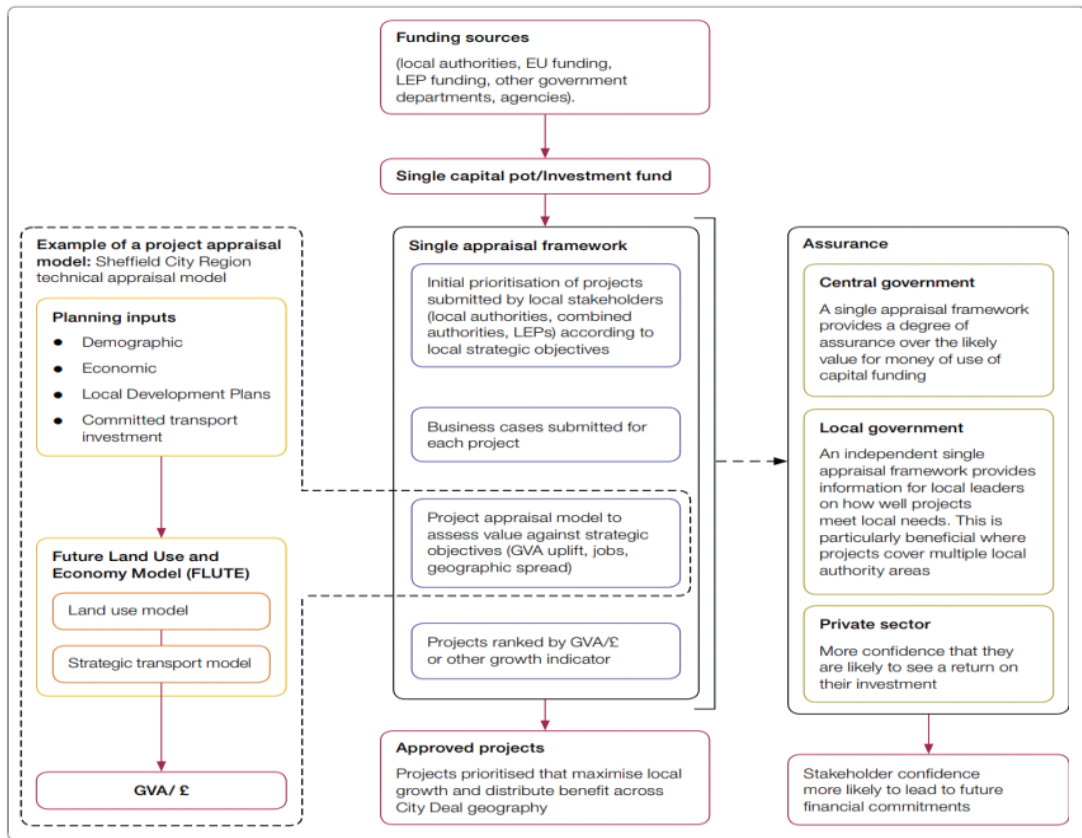 Funding sources
(local authorities, EU funding,
LEP funding, other government
departments, agencies).
Single capital pot/Investment fund
Example of a project appraisal
model: Sheffield City Region
technical appraisal model
Planning inputs
● Demographic
● Economic
● Local Development Plans
● Committed transport
investment
Future Land Use and
Economy Model (FLUTE)
Land use model
Strategic transport model
GVA/ £
Single appraisal framework
Initial prioritisation of projects
submitted by local stakeholders
(local authorities, combined
authorities, LEPs) according to
local strategic objectives
Business cases submitted for
each project
Project appraisal model to
assess value against strategic
objectives (GVA uplift, jobs,
geographic spread)
Projects ranked by GVA/£
or other growth indicator
Approved projects
Projects prioritised that maximise local
growth and distribute benefit across
City Deal geography
Assurance
Central government
A single appraisal framework
provides a degree of
assurance over the likely
value for money of use of
capital funding
Local government
An independent single
appraisal framework provides
information for local leaders
on how well projects
meet local needs. This is
particularly beneficial where
projects cover multiple local
authority areas
Private sector
More confidence that they
are likely to see a return on
their investment
Stakeholder confidence
more likely to lead to future
financial commitments